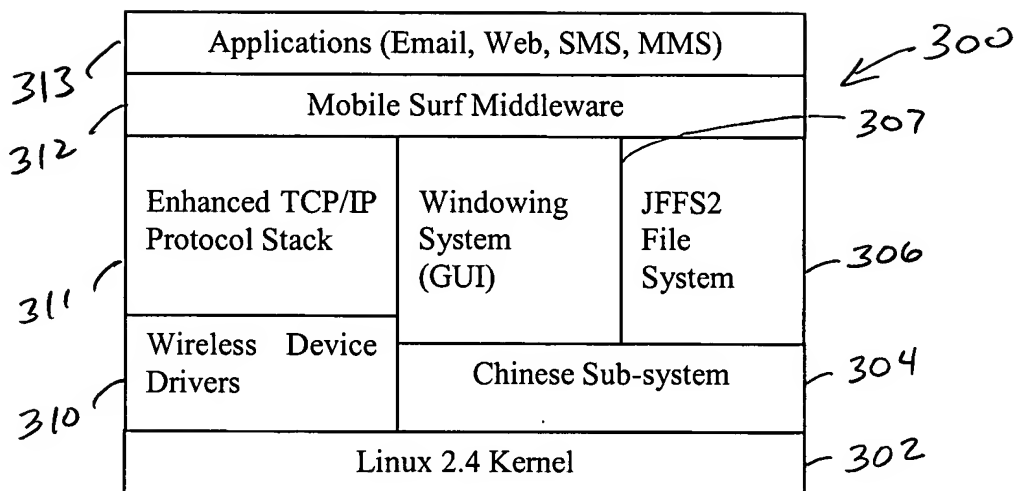 Applications (Email, Web, SMS, MMS)
300
313
Mobile Surf Middleware
312
307
Enhanced TCP/IP
Protocol Stack
Windowing
System
(GUI)
JFFS2
File
System
311
306
Wireless Device
Drivers
Chinese Sub-system
310
304
Linux 2.4 Kernel
302